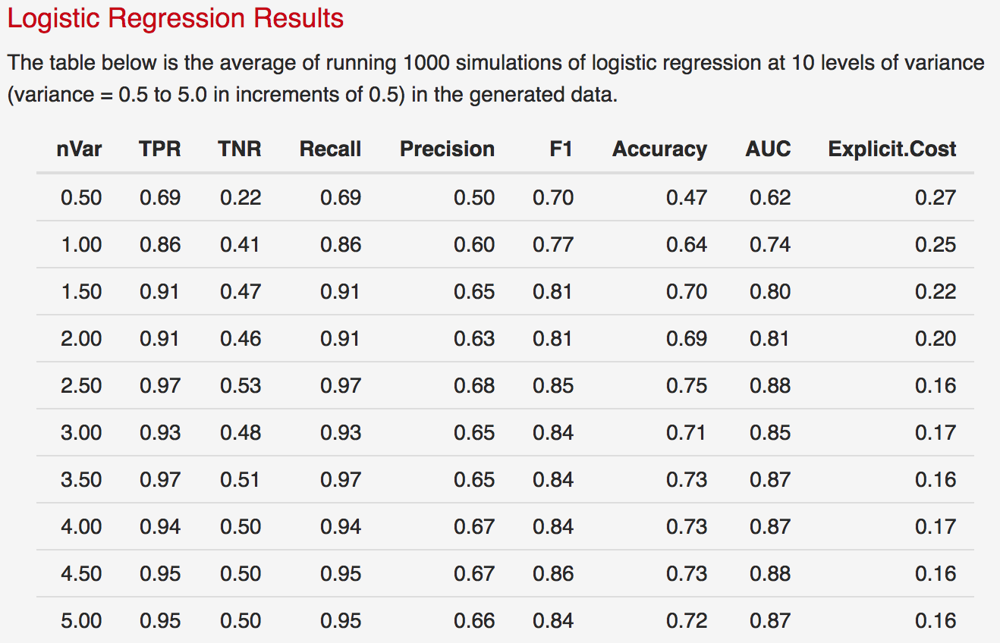 Logistic Regression Results
The table below is the average of running 1000 simulations of logistic regression at 10 levels of variance
(variance = 0.5 to 5.0 in increments of 0.5) in the generated data.
nVar TPR TNR Recall Precision F1 Accuracy AUC Explicit.Cost
0.50 0.69 0.22 0.69 0.50 0.70 0.47 0.62 0.27
1.00 0.86 0.41 0.86 0.60 0.77 0.64 0.74 0.25
1.50 0.91 0.47 0.91 0.65 0.81 0.70 0.80 0.22
2.00 0.91 0.46 0.91 0.63 0.81 0.69 0.81 0.20
2.50 0.97 0.53 0.97 0.68 0.85 0.75 0.88 0.16
3.00 0.93 0.48 0.93 0.65 0.84 0.71 0.85 0.17
3.50 0.97 0.51 0.97 0.65 0.84 0.73 0.87 0.16
4.00 0.94 0.50 0.94 0.67 0.84 0.73 0.87 0.17
4.50 0.95 0.50 0.95 0.67 0.86 0.73 0.88 0.16
5.00 0.95 0.50 0.95 0.66 0.84 0.72 0.87 0.16